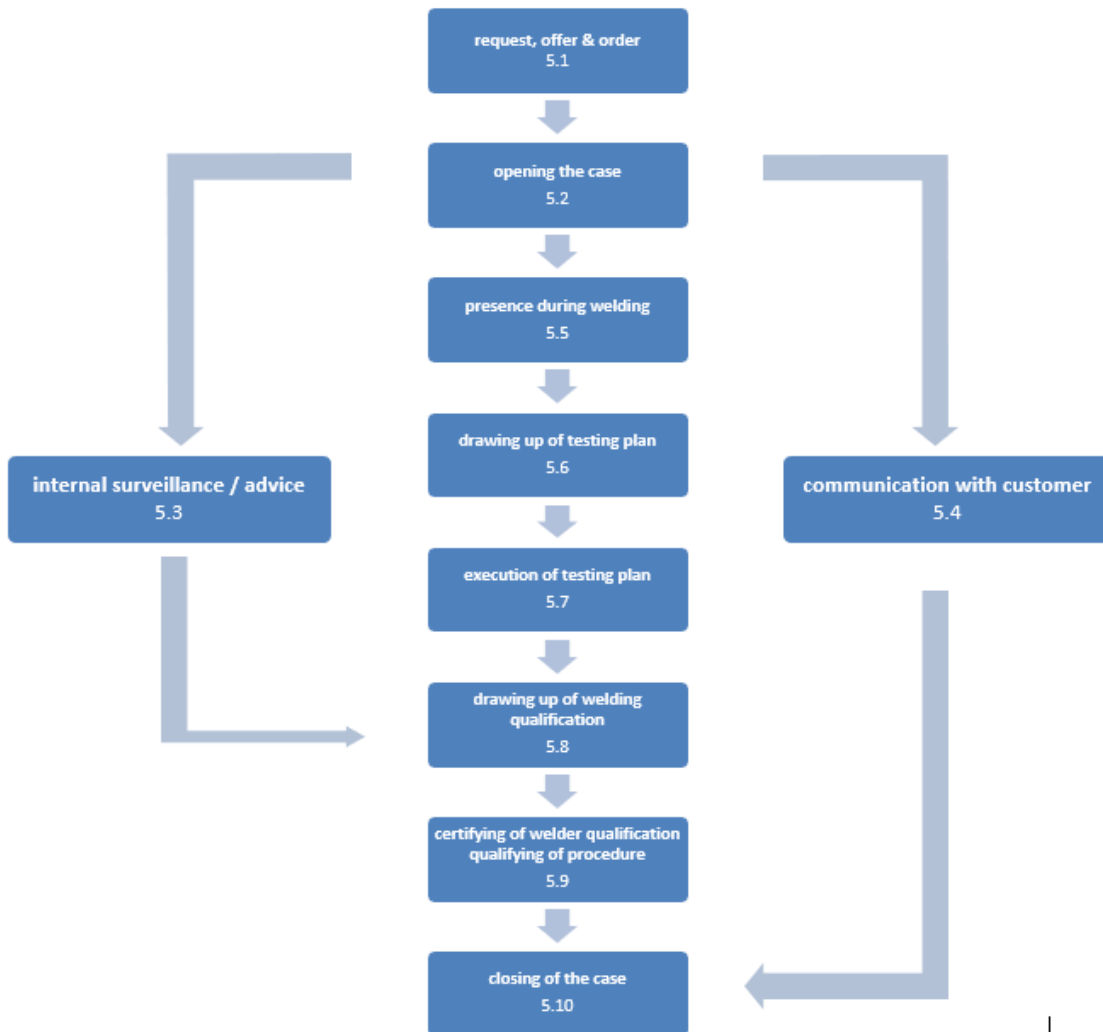 request, offer & order
5.1
opening the case
5.2
presence during welding
5.5
drawing up of testing plan
5.6
internal surveillance / advice
5.3
communication with customer
5.4
execution of testing plan
5.7
drawing up of welding
qualification
5.8
certifying of welder qualification
qualifying of procedure
5.9
closing of the case
5.10